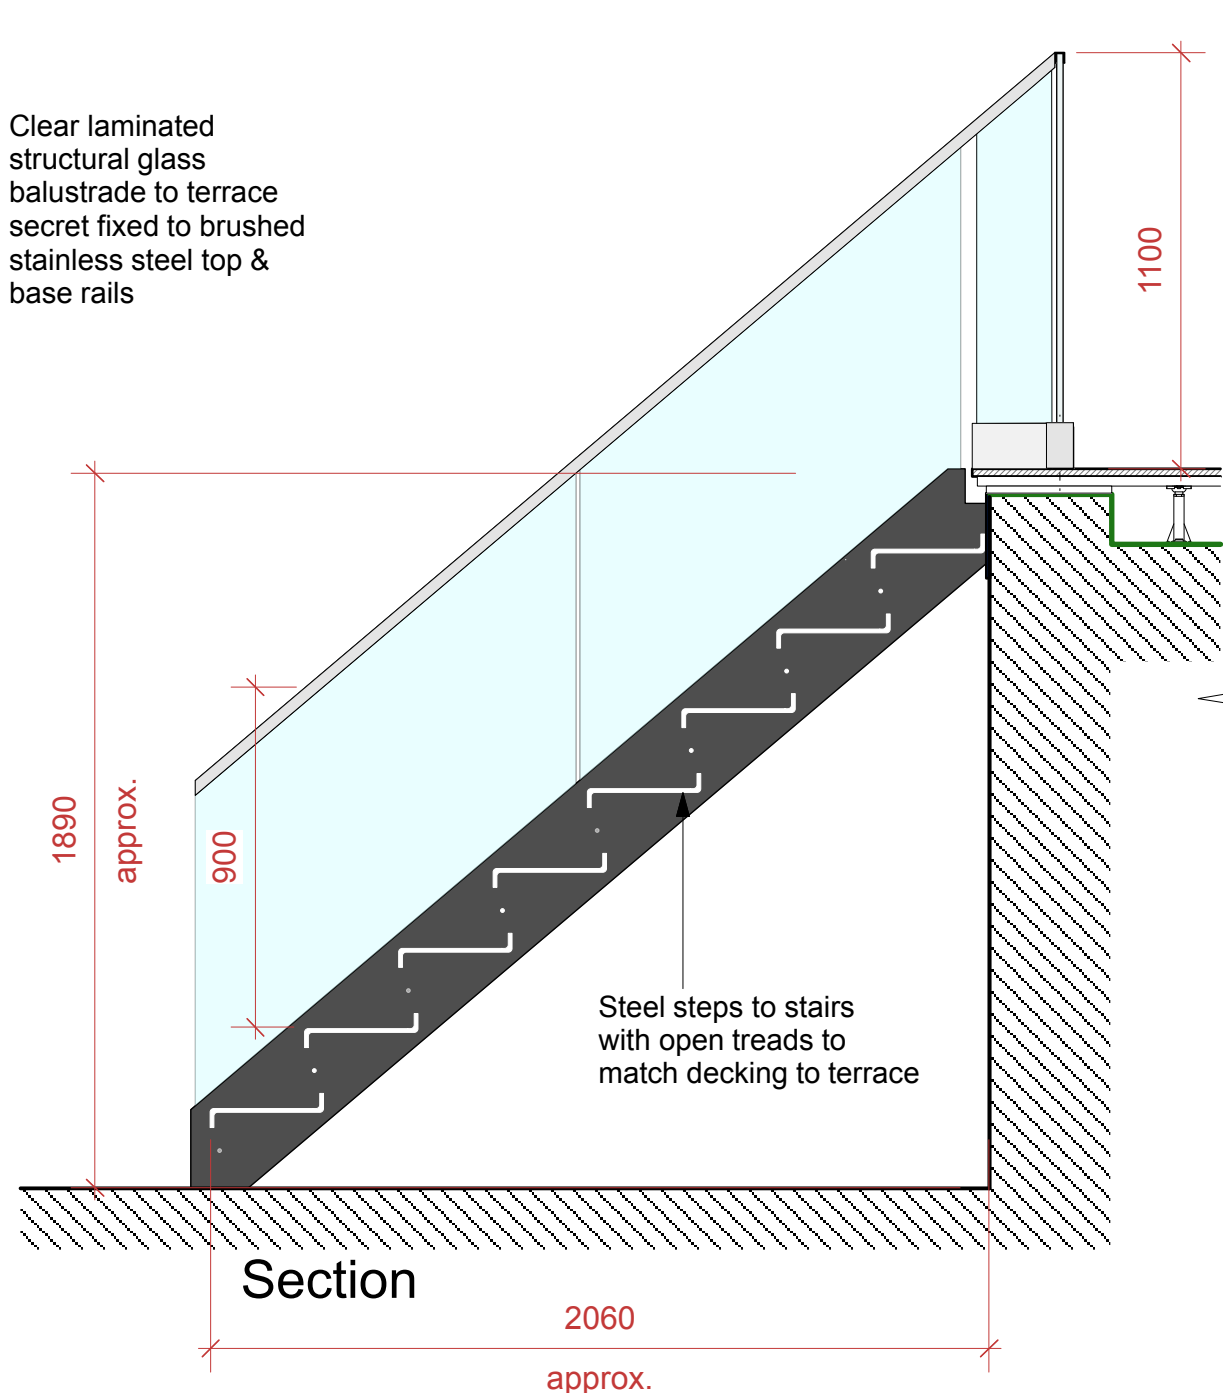 Clear laminated
structural glass
balustrade to terrace
secret fixed to brushed
stainless steel top &
base rails
1100
1890
approx.
900
Steel steps to stairs
with open treads to
match decking to terrace
Section
2060
approx.